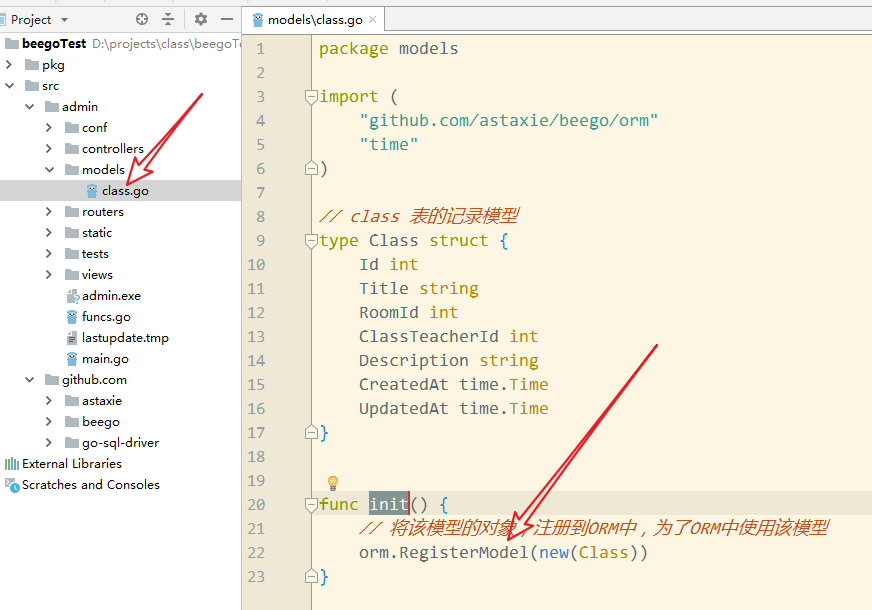 Project
models\class.go
beegoTest D:\projects\class\beegoTe
pkg
src
admin
conf
controllers
models
class.go
routers
static
tests
views
admin.exe
funcs.go
lastupdate.tmp
main.go
github.com
astaxie
beego
go-sql-driver
External Libraries
Scratches and Consoles
1 package models
2
3 import (
4 "github.com/astaxie/beego/orm"
5 "time"
6 )
7
8 // class 表的记录模型
9 type Class struct {
10 Id int
11 Title string
12 RoomId int
13 ClassTeacherId int
14 Description string
15 CreatedAt time.Time
16 UpdatedAt time.Time
17 }
18
19
20 func init() {
21 // 将该模型的对象，注册到ORM中，为了ORM中使用该模型
22 orm.RegisterModel(new(Class))
23 }